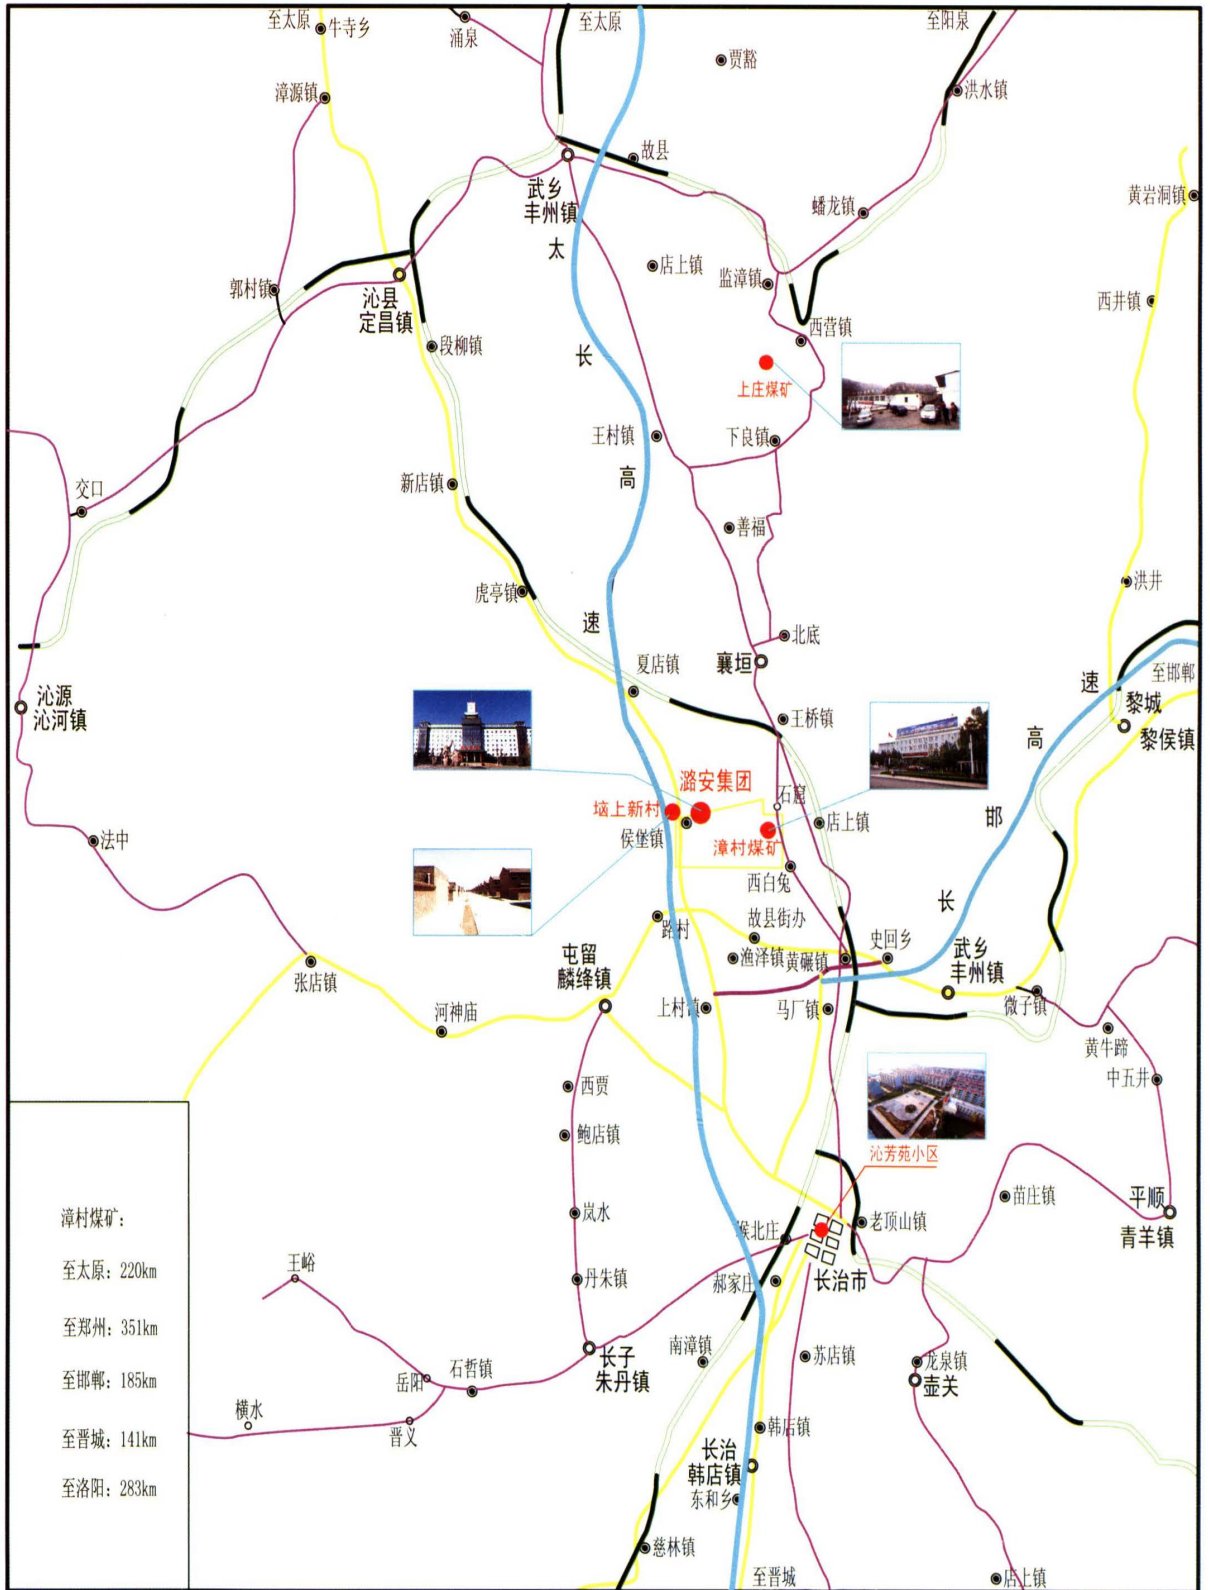 至太原
牛寺乡
涌泉
至太原
至阳泉
贾豁
漳源镇
洪水镇
故县
武乡
丰州镇
蟠龙镇
黄岩洞镇
太
店上镇
监漳镇
郭村镇
沁县
定昌镇
西井镇
西营镇
段柳镇
长
上庄煤矿
王村镇
下良镇
高
新店镇
交口
善福
虎亭镇
洪井
速
北底
襄垣
夏店镇
至邯郸
速
沁源
沁河镇
黎城
黎侯镇
王桥镇
高
潞安集团
石窟
垴上新村
侯堡镇
漳村煤矿
店上镇
邯
法中
西白兔
长
路村
故县街办
史回乡
屯留
麟绛镇
渔泽镇
黄碾镇
武乡
丰州镇
张店镇
河神庙
上村镇
马厂镇
微子镇
黄牛蹄
中五井
西贾
鲍店镇
沁芳苑小区
苗庄镇
平顺
青羊镇
岚水
堠北庄
老顶山镇
王峪
丹朱镇
郝家庄
长治市
漳村煤矿:
至太原: 220km
至郑州: 351km
至邯郸: 185km
至晋城: 141km
至洛阳: 283km
长子
朱丹镇
南漳镇
苏店镇
龙泉镇
壶关
岳阳
石哲镇
横水
晋义
韩店镇
长治
韩店镇
东和乡
慈林镇
至晋城
店上镇